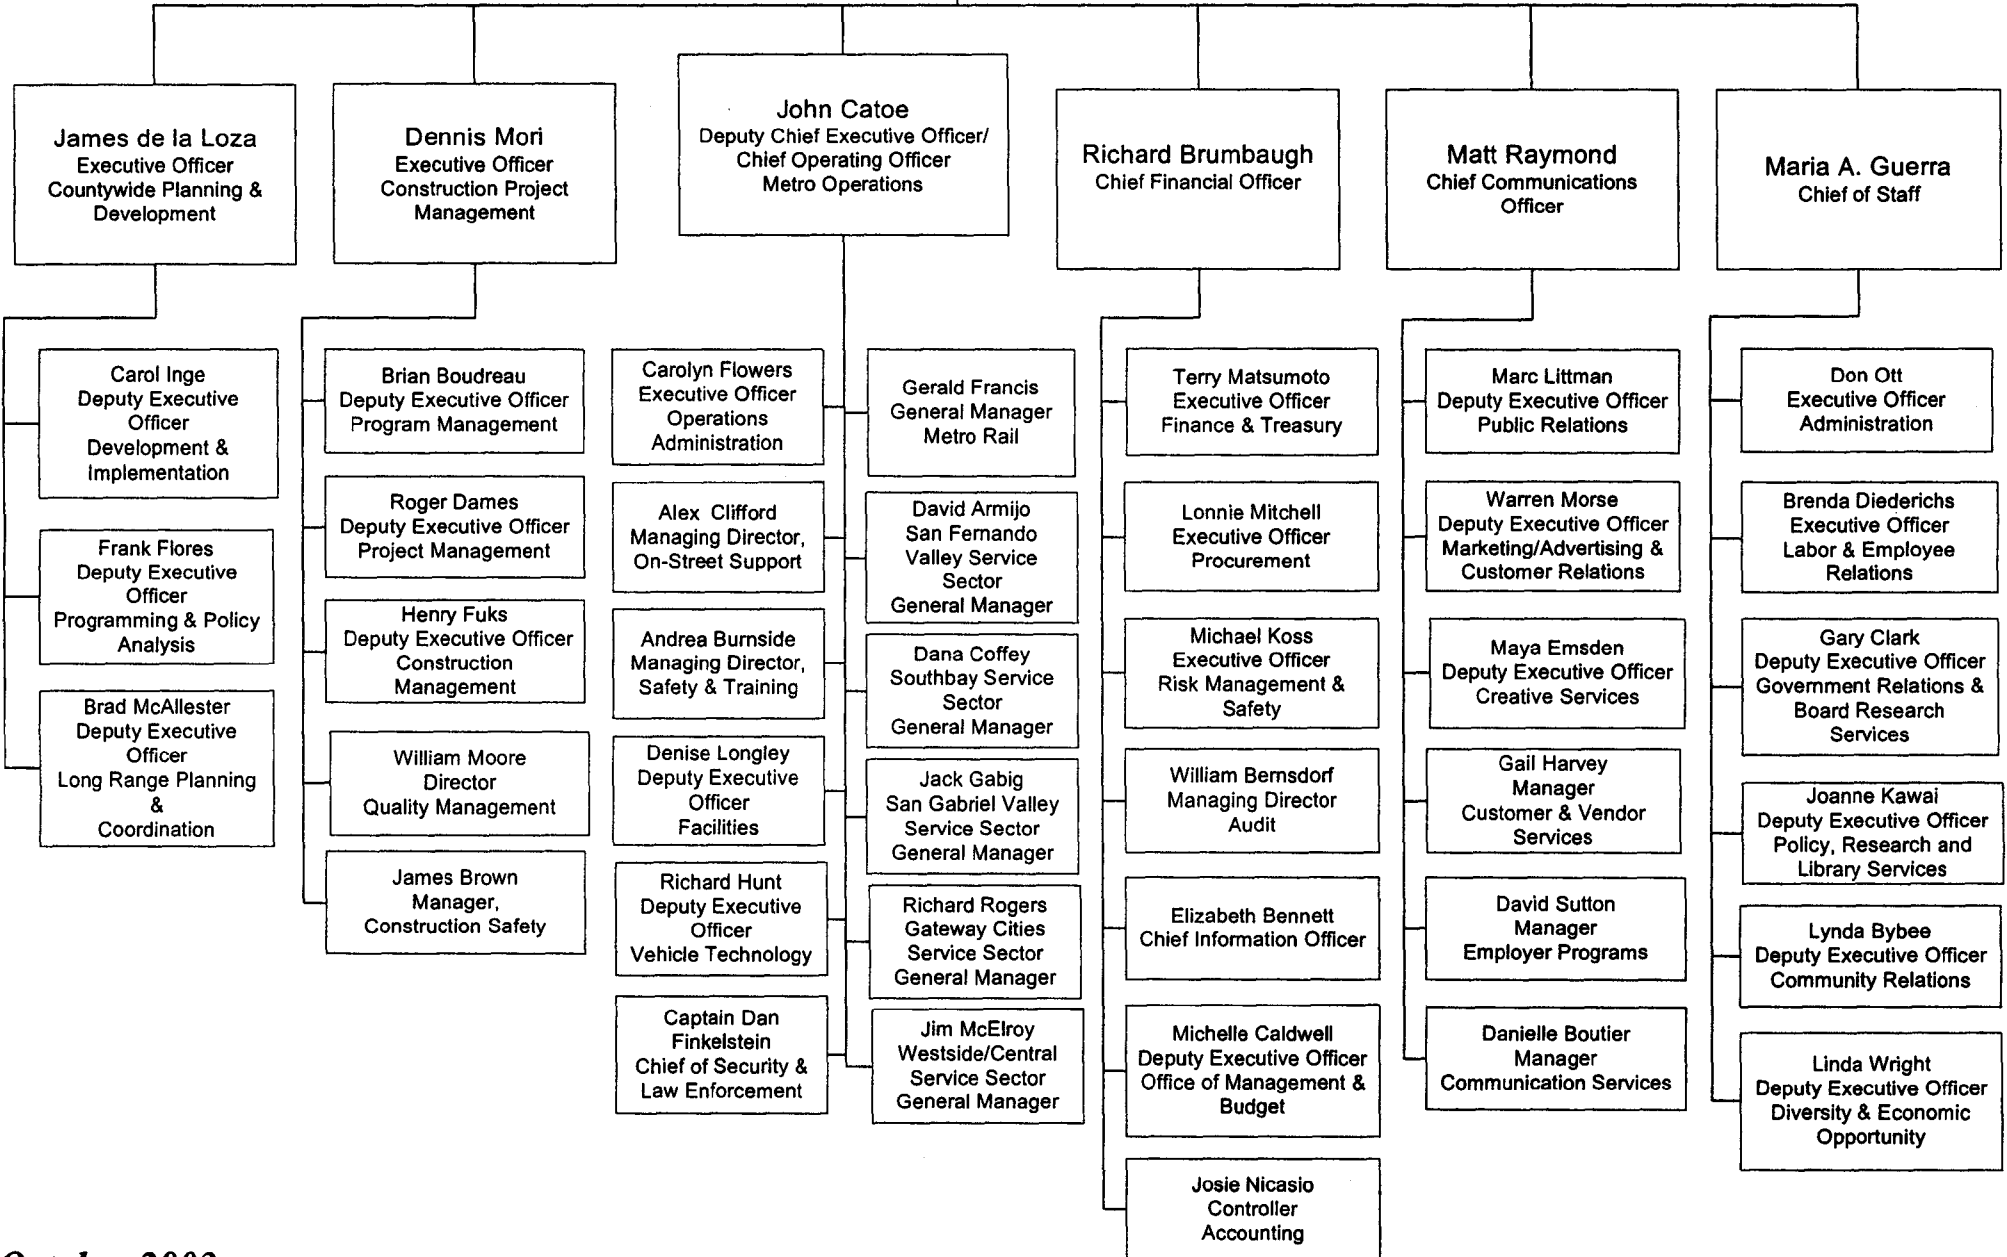 James de la Loza
Executive Officer
Countywide Planning &
Development
Dennis Mori
Executive Officer
Construction Project
Management
John Catoe
Deputy Chief Executive Officer/
Chief Operating Officer
Metro Operations
Richard Brumbaugh
Chief Financial Officer
Matt Raymond
Chief Communications
Officer
Maria A. Guerra
Chief of Staff
Carol Inge
Deputy Executive
Officer
Development &
Implementation
Frank Flores
Deputy Executive
Officer
Programming & Policy
Analysis
Brad McAllester
Deputy Executive
Officer
Long Range Planning
&
Coordination
Brian Boudreau
Deputy Executive Officer
Program Management
Roger Dames
Deputy Executive Officer
Project Management
Henry Fuks
Deputy Executive Officer
Construction
Management
William Moore
Director
Quality Management
James Brown
Manager,
Construction Safety
Carolyn Flowers
Executive Officer
Operations
Administration
Alex Clifford
Managing Director,
On-Street Support
Andrea Burnside
Managing Director,
Safety & Training
Denise Longley
Deputy Executive
Officer
Facilities
Richard Hunt
Deputy Executive
Officer
Vehicle Technology
Captain Dan
Finkelstein
Chief of Security &
Law Enforcement
Gerald Francis
General Manager
Metro Rail
David Armijo
San Fernando
Valley Service
Sector
General Manager
Dana Coffey
Southbay Service
Sector
General Manager
Jack Gabig
San Gabriel Valley
Service Sector
General Manager
Richard Rogers
Gateway Cities
Service Sector
General Manager
Jim McElroy
Westside/Central
Service Sector
General Manager
Terry Matsumoto
Executive Officer
Finance & Treasury
Lonnie Mitchell
Executive Officer
Procurement
Michael Koss
Executive Officer
Risk Management &
Safety
William Bernsdorf
Managing Director
Audit
Elizabeth Bennett
Chief Information Officer
Michelle Caldwell
Deputy Executive Officer
Office of Management &
Budget
Josie Nicasio
Controller
Accounting
Marc Littman
Deputy Executive Officer
Public Relations
Warren Morse
Deputy Executive Officer
Marketing/Advertising &
Customer Relations
Maya Emsden
Deputy Executive Officer
Creative Services
Gail Harvey
Manager
Customer & Vendor
Services
David Sutton
Manager
Employer Programs
Danielle Boutier
Manager
Communication Services
Don Ott
Executive Officer
Administration
Brenda Diederichs
Executive Officer
Labor & Employee
Relations
Gary Clark
Deputy Executive Officer
Government Relations &
Board Research
Services
Joanne Kawai
Deputy Executive Officer
Policy, Research and
Library Services
Lynda Bybee
Deputy Executive Officer
Community Relations
Linda Wright
Deputy Executive Officer
Diversity & Economic
Opportunity